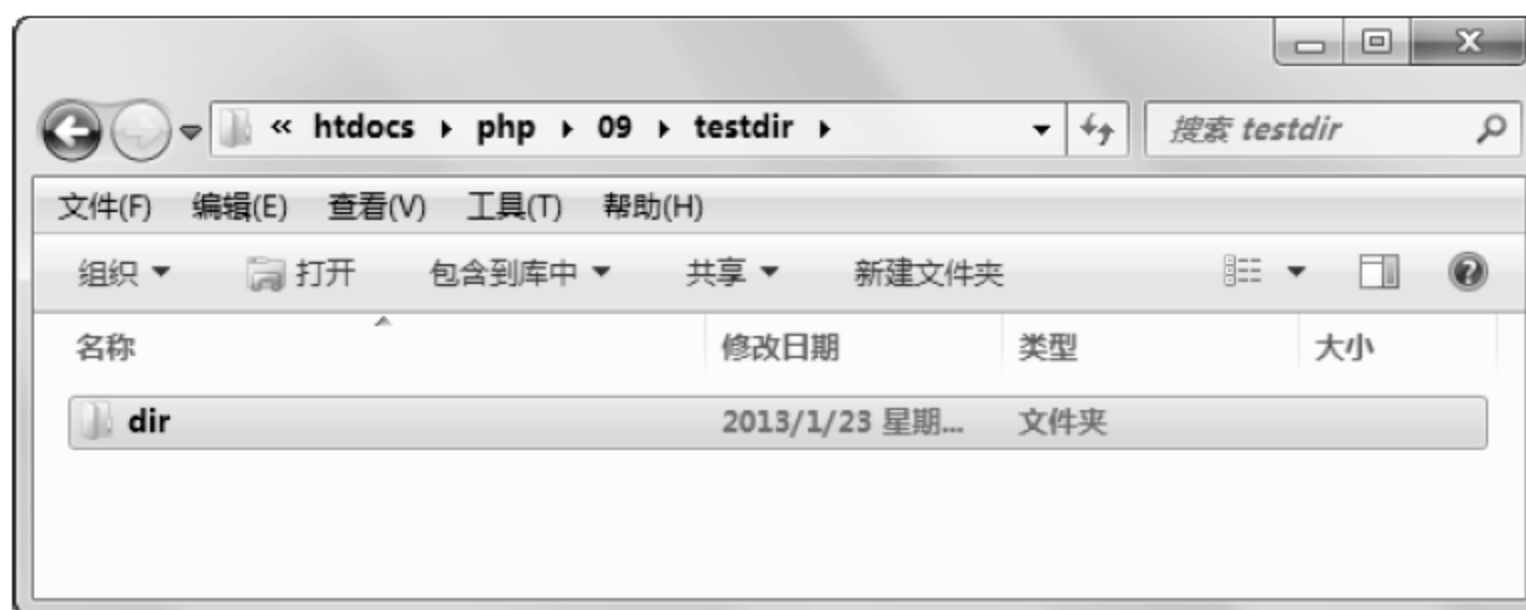 « htdocs ▸ php ▸ 09 ▸ testdir ▸ 搜索 testdir
文件(F) 编辑(E) 查看(V) 工具(T) 帮助(H)
组织 ▼ 打开 包含到库中 ▼ 共享 ▼ 新建文件夹
名称 修改日期 类型 大小
dir 2013/1/23 星期... 文件夹